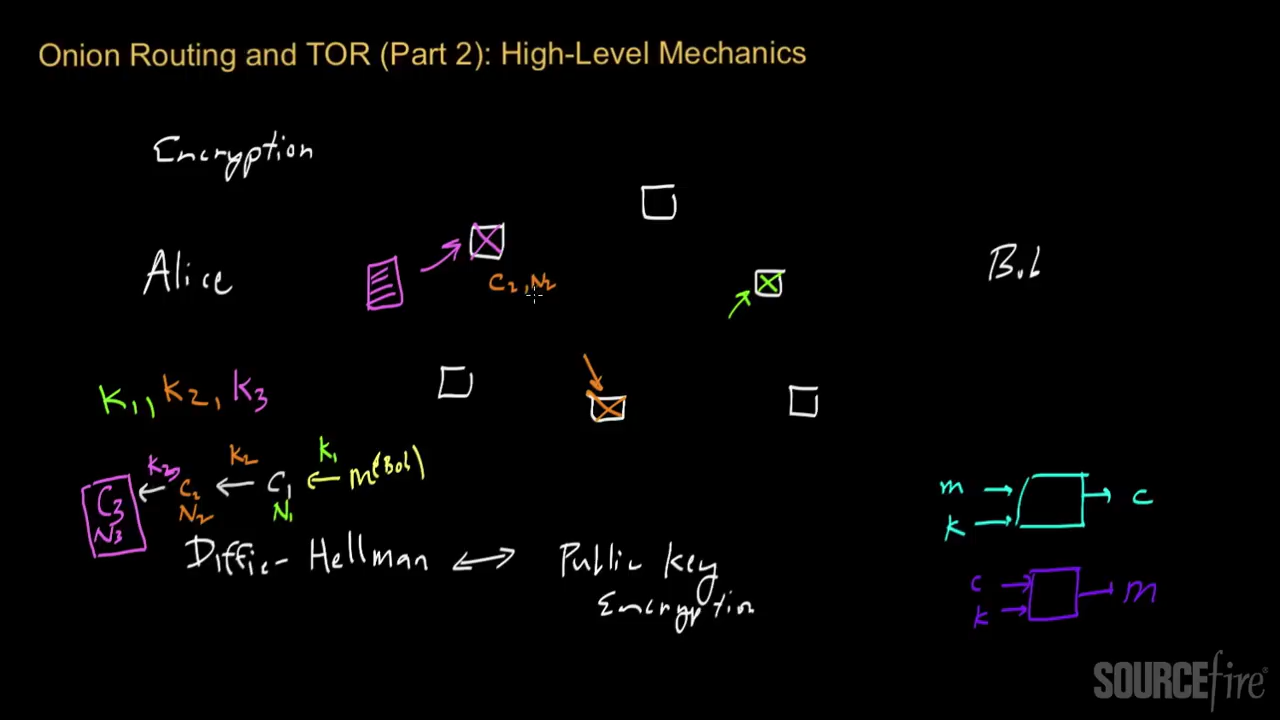 Onion Routing and TOR (Part 2): High-Level Mechanics
Encryption
Alice
C2, N2
Bob
K1, K2, K3
K3 K2 K1
C3 C2 C1 m(Bob)
N3 N2 N1
Diffie-Hellman Public Key
Encryption
m
k
c
c
k
m
SOURCEfire®